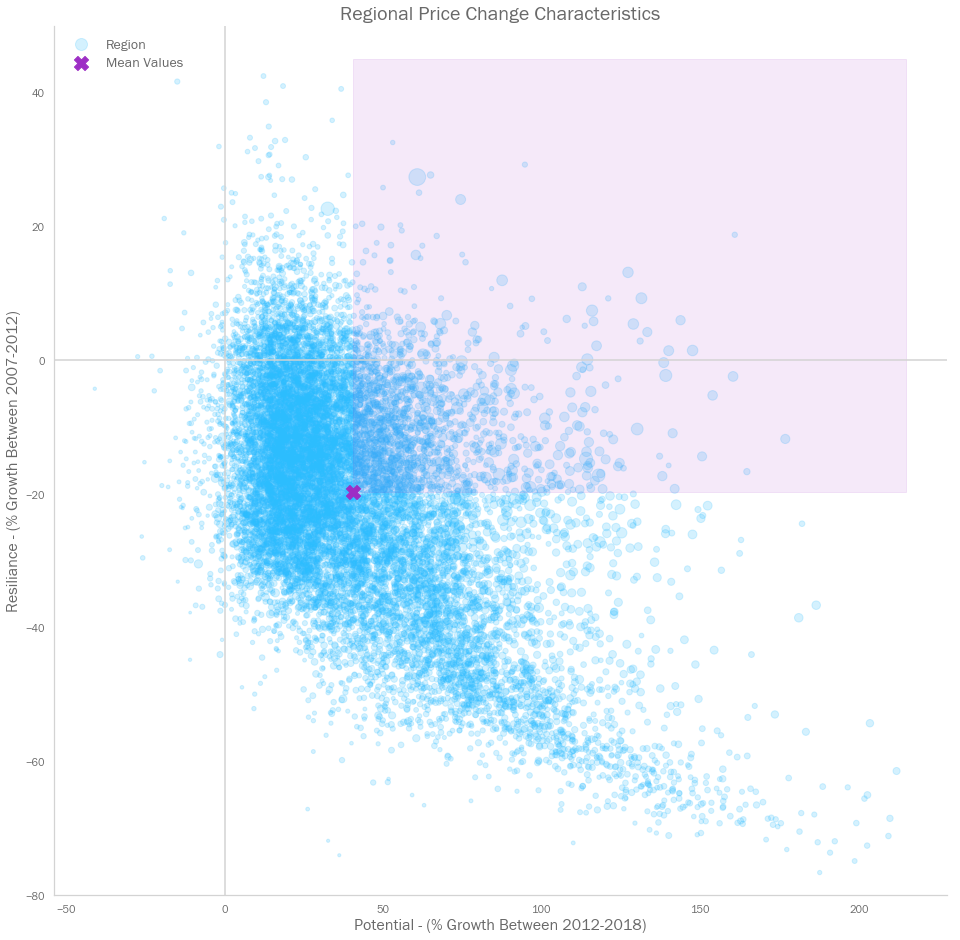 Regional Price Change Characteristics
Region
Mean Values
40
20
0
−20
−40
−60
−80
Resiliance - (% Growth Between 2007-2012)
−50
0
50
100
150
200
Potential - (% Growth Between 2012-2018)